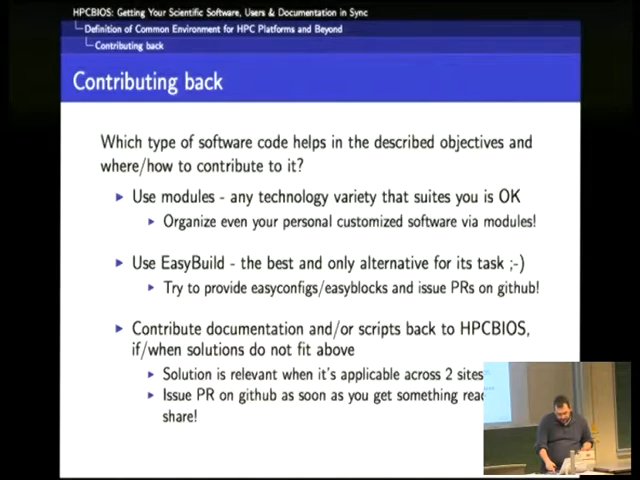 HPCBIOS: Getting Your Scientific Software, Users & Documentation in Sync
Definition of Common Environment for HPC Platforms and Beyond
Contributing back
Contributing back
Which type of software code helps in the described objectives and
where/how to contribute to it?
Use modules - any technology variety that suites you is OK
Organize even your personal customized software via modules!
Use EasyBuild - the best and only alternative for its task ;-)
Try to provide easyconfigs/easyblocks and issue PRs on github!
Contribute documentation and/or scripts back to HPCBIOS,
if/when solutions do not fit above
Solution is relevant when it's applicable across 2 sites
Issue PR on github as soon as you get something
share!